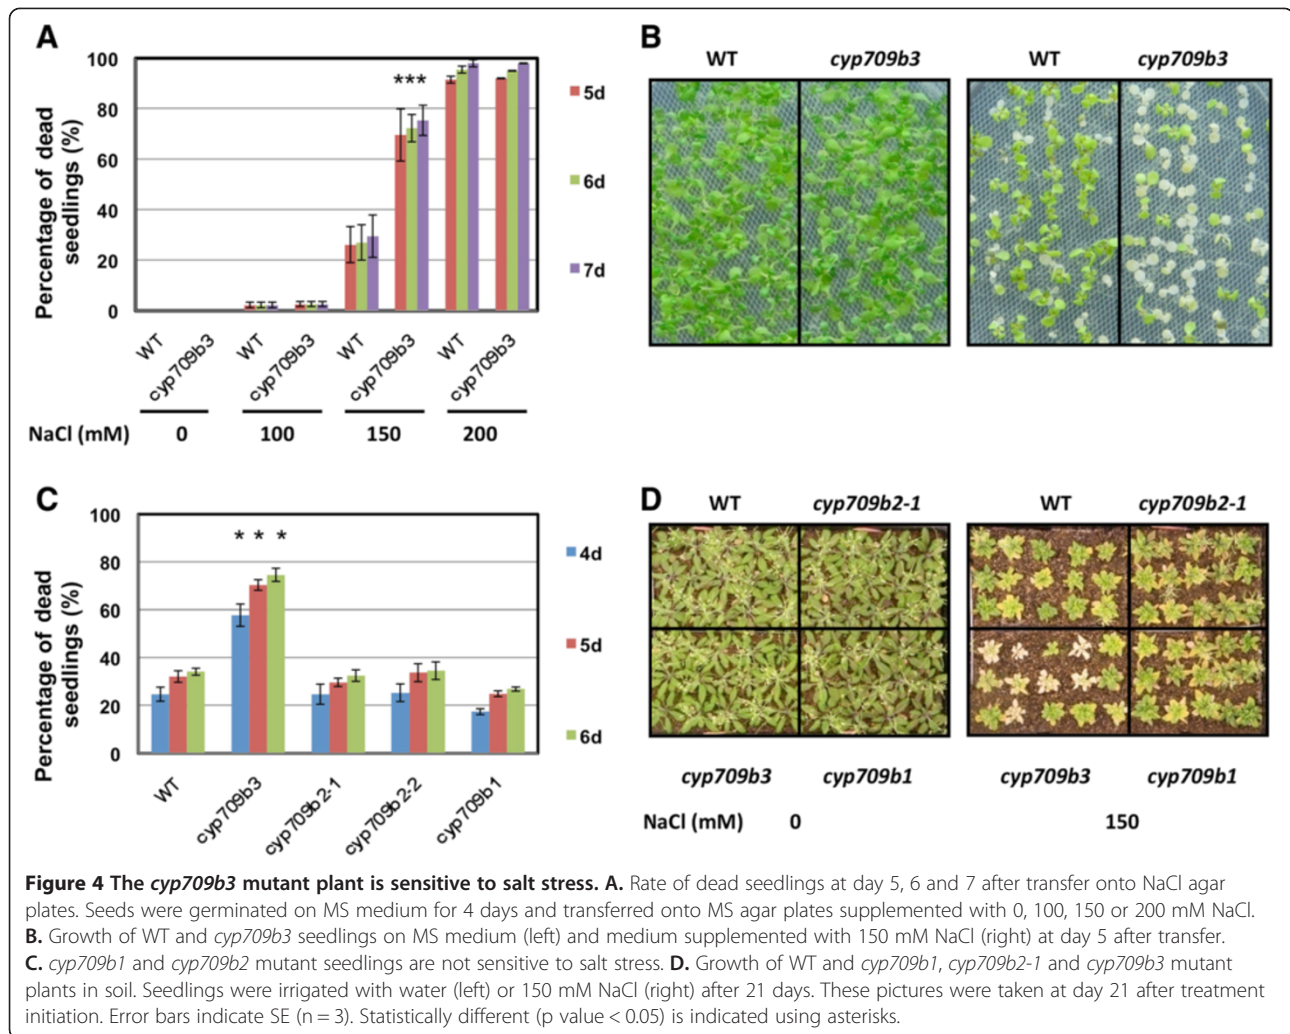 A
100
80
60
40
20
0
Percentage of dead
seedlings (%)
***
5d
6d
7d
WT
cyp709b3
WT
cyp709b3
WT
cyp709b3
WT
cyp709b3
NaCl (mM) 0 100 150 200
B
WT cyp709b3 WT cyp709b3
C
100
80
60
40
20
0
Percentage of dead
seedlings (%)
* * *
4d
5d
6d
WT
cyp709b3
cyp709b2-1
cyp709b2-2
cyp709b1
D
WT cyp709b2-1 WT cyp709b2-1
cyp709b3 cyp709b1 cyp709b3 cyp709b1
NaCl (mM) 0 150
Figure 4 The cyp709b3 mutant plant is sensitive to salt stress. A. Rate of dead seedlings at day 5, 6 and 7 after transfer onto NaCl agar
plates. Seeds were germinated on MS medium for 4 days and transferred onto MS agar plates supplemented with 0, 100, 150 or 200 mM NaCl.
B. Growth of WT and cyp709b3 seedlings on MS medium (left) and medium supplemented with 150 mM NaCl (right) at day 5 after transfer.
C. cyp709b1 and cyp709b2 mutant seedlings are not sensitive to salt stress. D. Growth of WT and cyp709b1, cyp709b2-1 and cyp709b3 mutant
plants in soil. Seedlings were irrigated with water (left) or 150 mM NaCl (right) after 21 days. These pictures were taken at day 21 after treatment
initiation. Error bars indicate SE (n = 3). Statistically different (p value < 0.05) is indicated using asterisks.